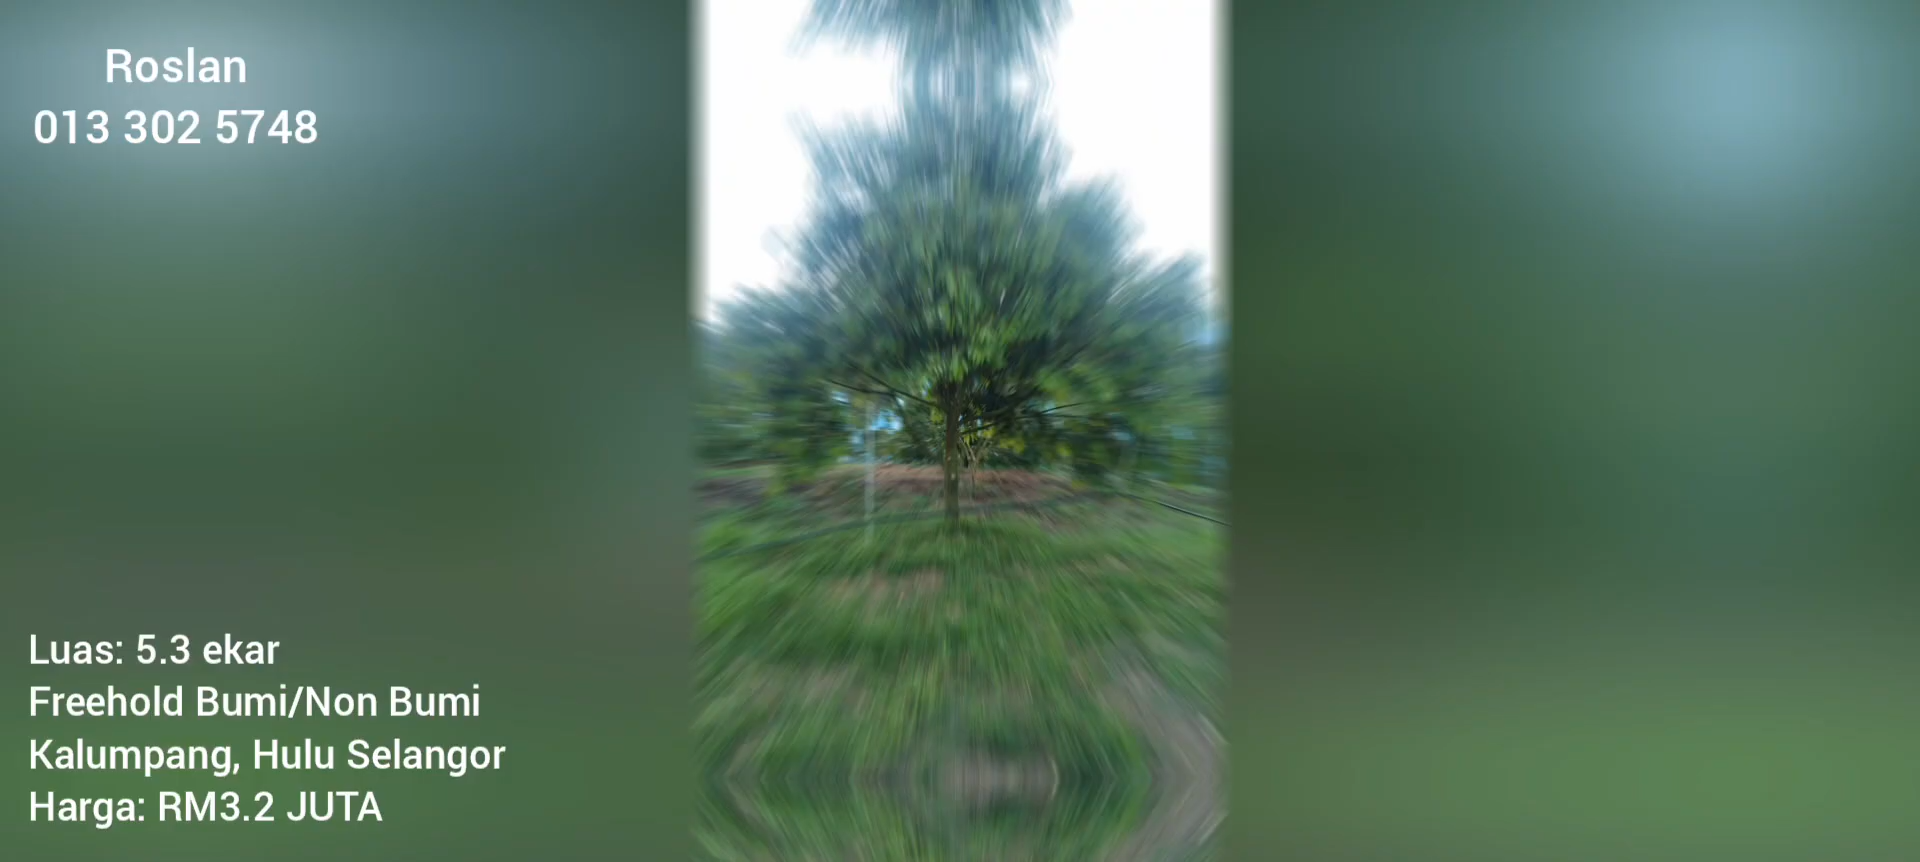 Roslan
013 302 5748
Luas: 5.3 ekar
Freehold Bumi/Non Bumi
Kalumpang, Hulu Selangor
Harga: RM3.2 JUTA